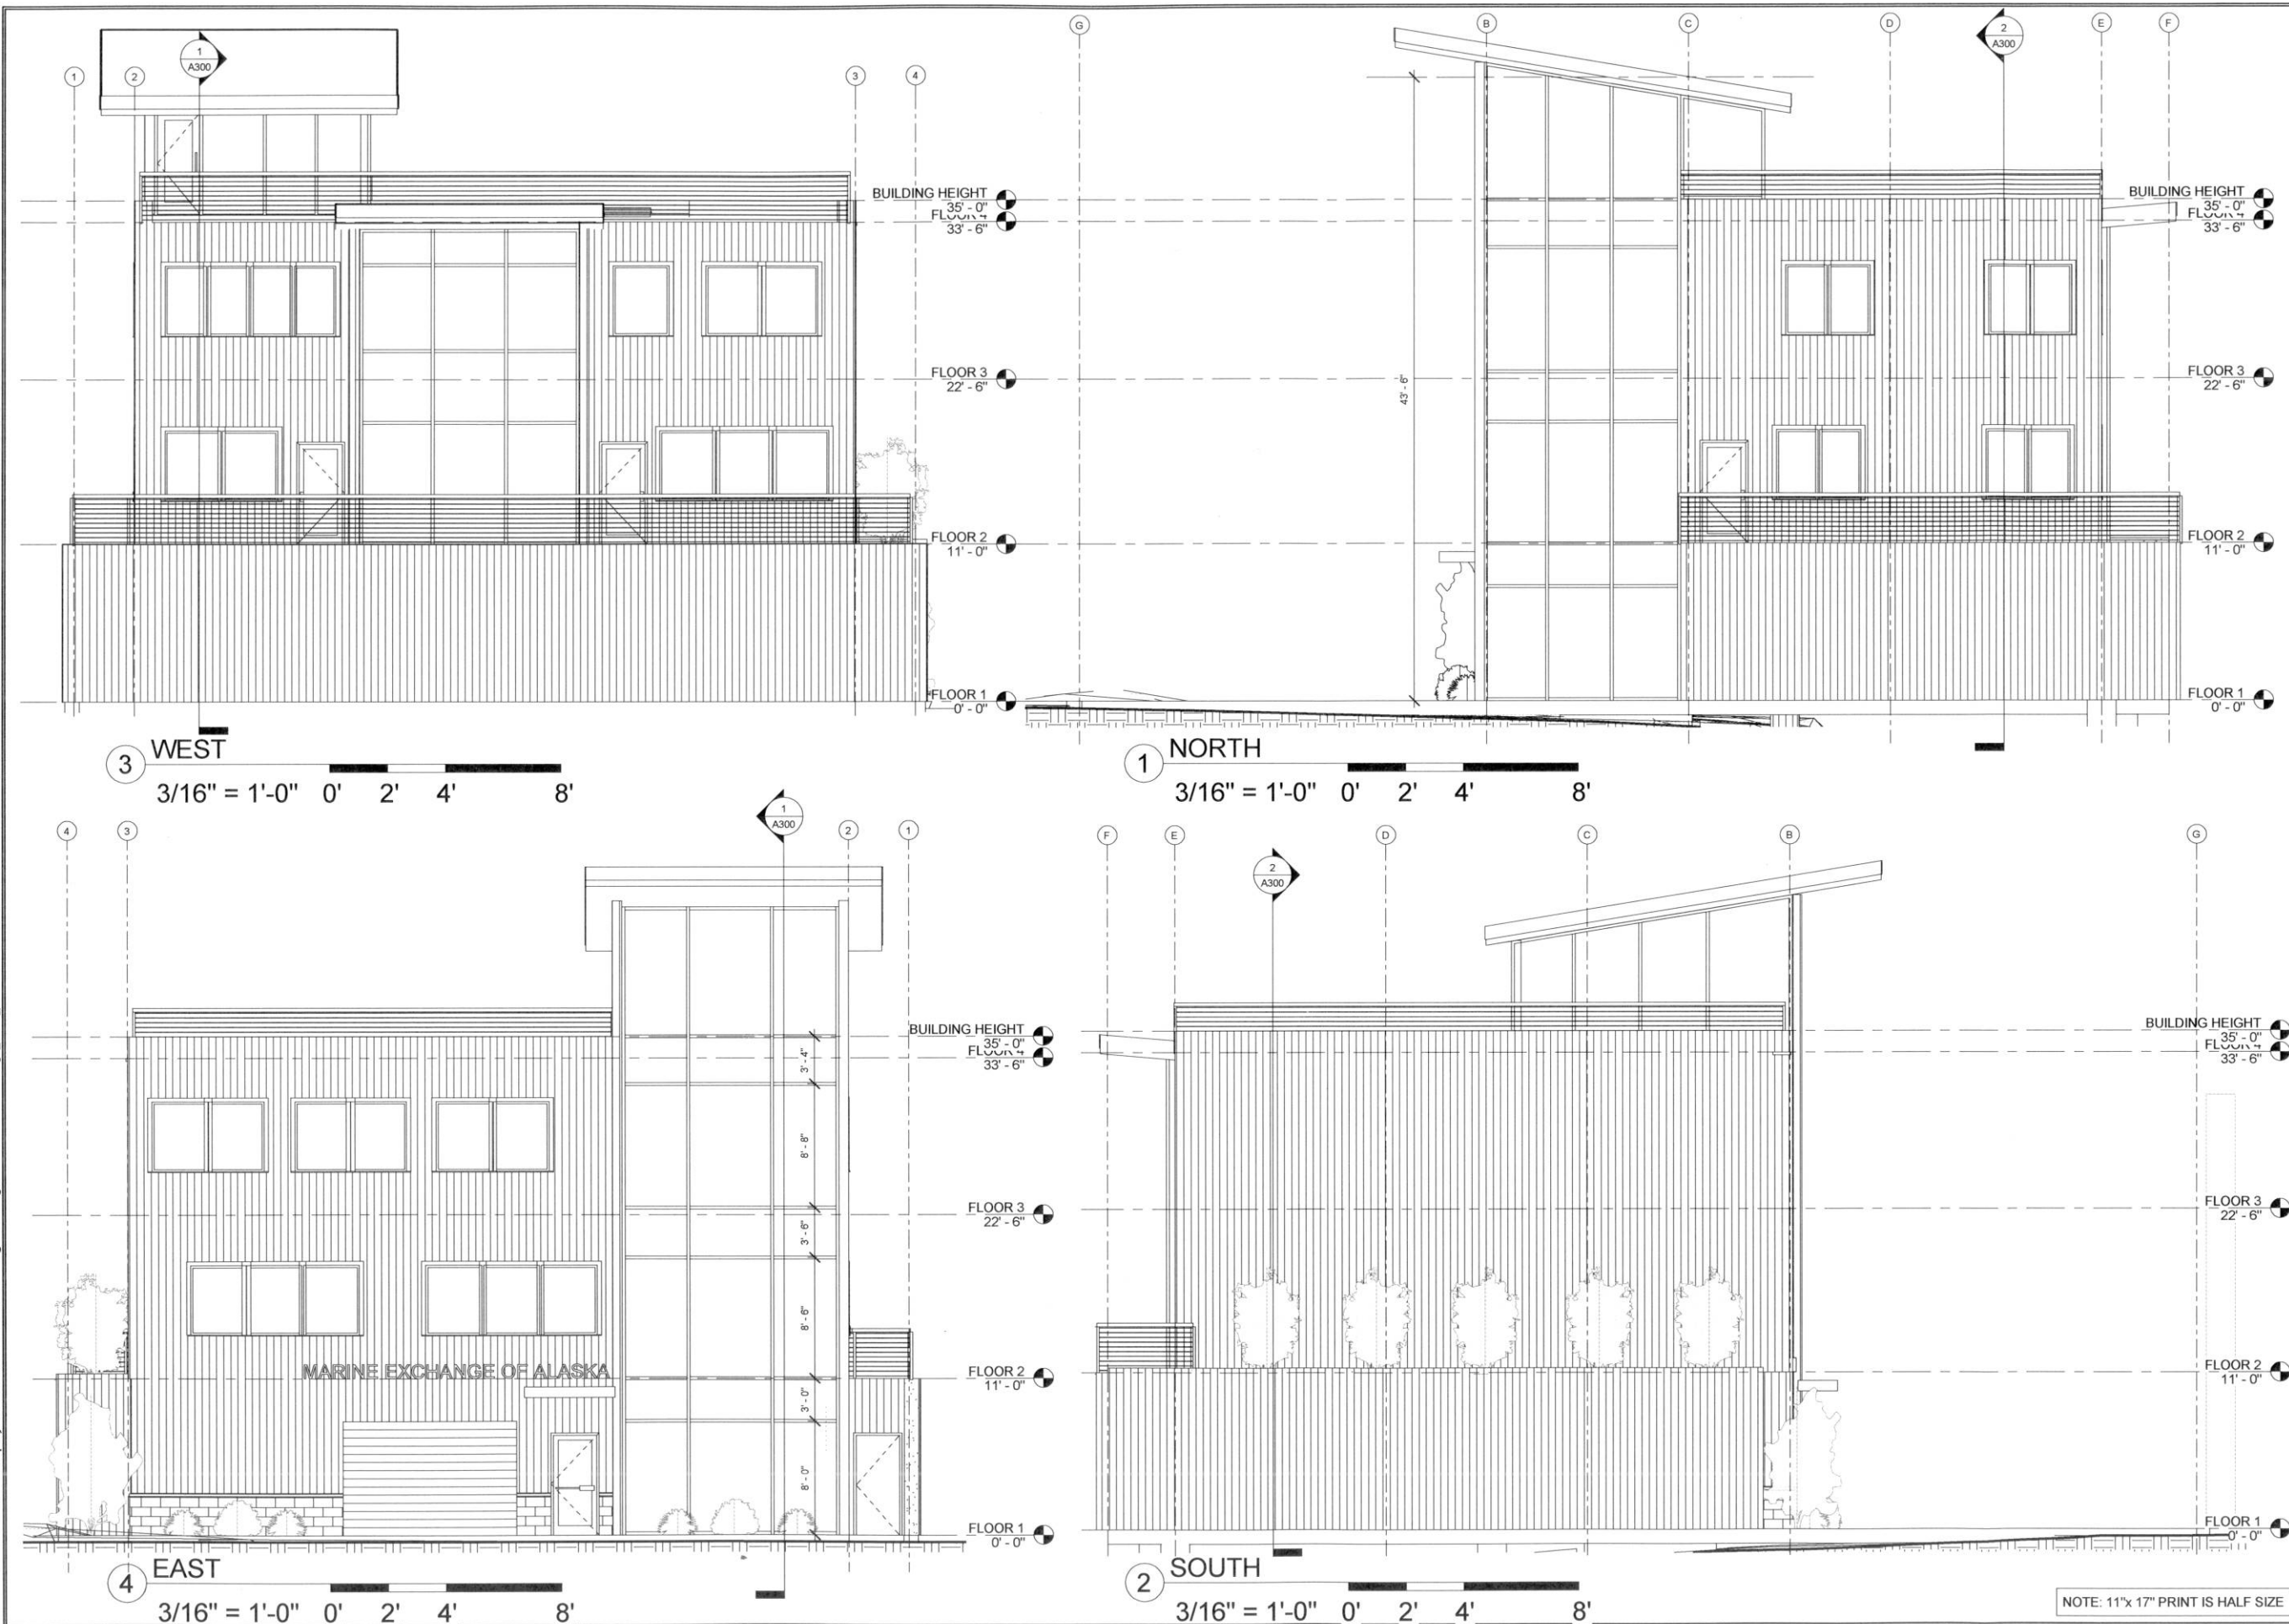 1
2
1
A300
3
4
BUILDING HEIGHT
35' - 0"
FLOOR 4
33' - 6"
FLOOR 3
22' - 6"
FLOOR 2
11' - 0"
FLOOR 1
0' - 0"
3 WEST
3/16" = 1'-0" 0' 2' 4' 8'
G
B
C
D
2
A300
E
F
43' - 6"
BUILDING HEIGHT
35' - 0"
FLOOR 4
33' - 6"
FLOOR 3
22' - 6"
FLOOR 2
11' - 0"
FLOOR 1
0' - 0"
1 NORTH
3/16" = 1'-0" 0' 2' 4' 8'
4
3
1
A300
2
1
BUILDING HEIGHT
35' - 0"
FLOOR 4
33' - 6"
3' - 4"
8' - 8"
FLOOR 3
22' - 6"
3' - 6"
8' - 6"
MARINE EXCHANGE OF ALASKA
FLOOR 2
11' - 0"
3' - 0"
8' - 0"
FLOOR 1
0' - 0"
4 EAST
3/16" = 1'-0" 0' 2' 4' 8'
F
E
2
A300
D
C
B
G
BUILDING HEIGHT
35' - 0"
FLOOR 4
33' - 6"
FLOOR 3
22' - 6"
FLOOR 2
11' - 0"
FLOOR 1
0' - 0"
2 SOUTH
3/16" = 1'-0" 0' 2' 4' 8'
NOTE: 11"x 17" PRINT IS HALF SIZE